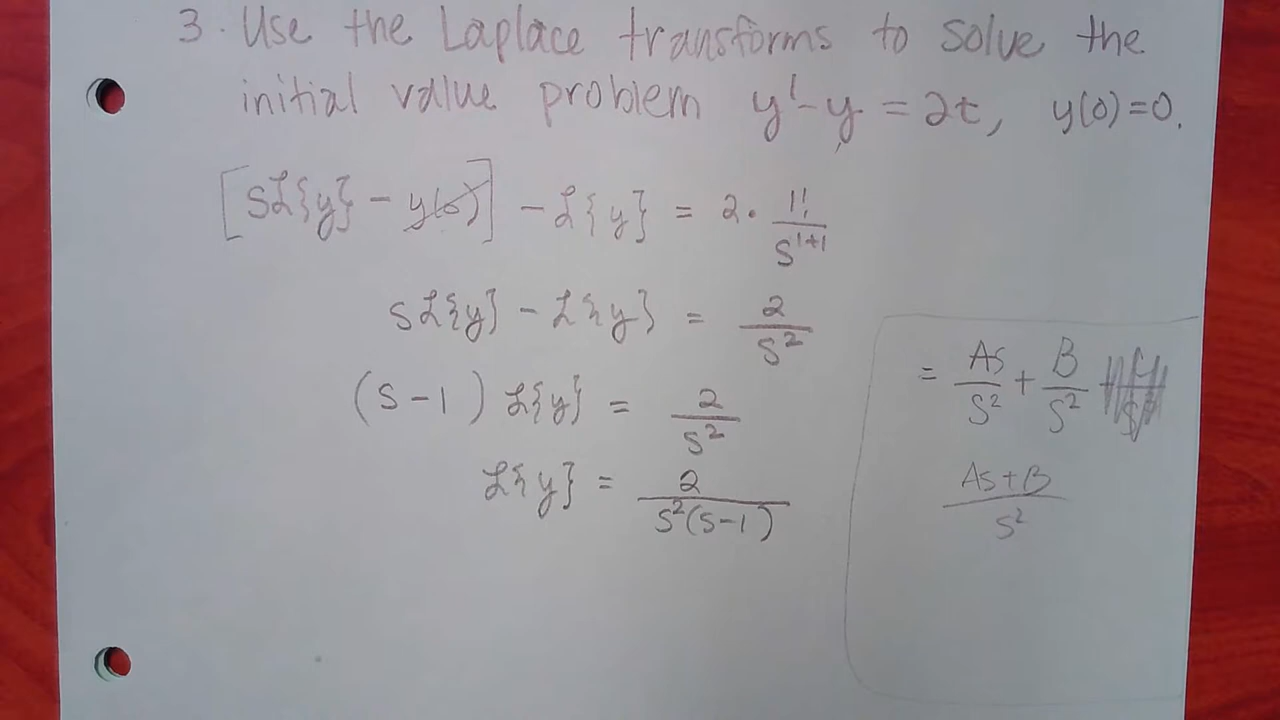 3. Use the Laplace transforms to solve the
initial value problem y' - y = 2t, y(0) = 0.
[sℒ{y} - y(0)] - ℒ{y} = 2 · 1!/s^(1+1)
sℒ{y} - ℒ{y} = 2/s²
(s - 1) ℒ{y} = 2/s²
ℒ{y} = 2/(s²(s-1))
= As/s² + B/s² +
(As+B)/s²